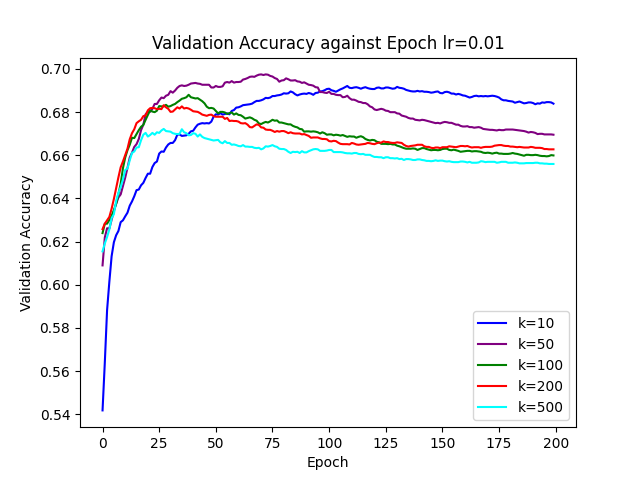 Validation Accuracy against Epoch lr=0.01
Validation Accuracy
0.70
0.68
0.66
0.64
0.62
0.60
0.58
0.56
0.54
0 25 50 75 100 125 150 175 200
Epoch
k=10
k=50
k=100
k=200
k=500